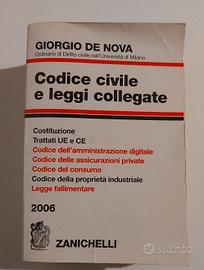 GIORGIO DE NOVA
Ordinario di Diritto civile nell'Università di Milano
Codice civile
e leggi collegate
Costituzione
Trattati UE e CE
Codice dell'amministrazione digitale
Codice delle assicurazioni private
Codice del consumo
Codice della proprietà industriale
Legge fallimentare
2006
ZANICHELLI
subito